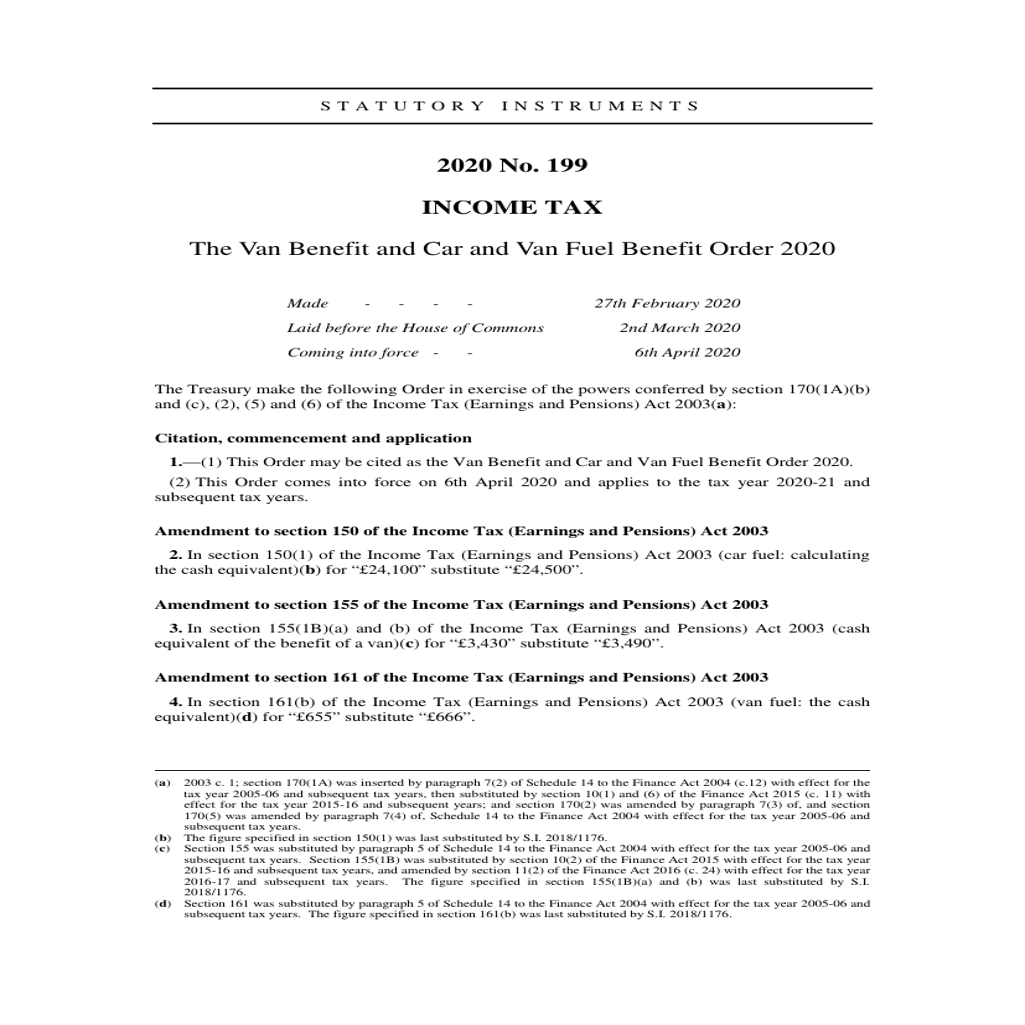 STATUTORY INSTRUMENTS
2020 No. 199
INCOME TAX
The Van Benefit and Car and Van Fuel Benefit Order 2020
Made - - - - 27th February 2020
Laid before the House of Commons 2nd March 2020
Coming into force - - 6th April 2020
The Treasury make the following Order in exercise of the powers conferred by section 170(1A)(b)
and (c), (2), (5) and (6) of the Income Tax (Earnings and Pensions) Act 2003(a):
Citation, commencement and application
1.—(1) This Order may be cited as the Van Benefit and Car and Van Fuel Benefit Order 2020.
(2) This Order comes into force on 6th April 2020 and applies to the tax year 2020-21 and
subsequent tax years.
Amendment to section 150 of the Income Tax (Earnings and Pensions) Act 2003
2. In section 150(1) of the Income Tax (Earnings and Pensions) Act 2003 (car fuel: calculating
the cash equivalent)(b) for “£24,100” substitute “£24,500”.
Amendment to section 155 of the Income Tax (Earnings and Pensions) Act 2003
3. In section 155(1B)(a) and (b) of the Income Tax (Earnings and Pensions) Act 2003 (cash
equivalent of the benefit of a van)(c) for “£3,430” substitute “£3,490”.
Amendment to section 161 of the Income Tax (Earnings and Pensions) Act 2003
4. In section 161(b) of the Income Tax (Earnings and Pensions) Act 2003 (van fuel: the cash
equivalent)(d) for “£655” substitute “£666”.
(a) 2003 c. 1; section 170(1A) was inserted by paragraph 7(2) of Schedule 14 to the Finance Act 2004 (c.12) with effect for the
tax year 2005-06 and subsequent tax years, then substituted by section 10(1) and (6) of the Finance Act 2015 (c. 11) with
effect for the tax year 2015-16 and subsequent years; and section 170(2) was amended by paragraph 7(3) of, and section
170(5) was amended by paragraph 7(4) of, Schedule 14 to the Finance Act 2004 with effect for the tax year 2005-06 and
subsequent tax years.
(b) The figure specified in section 150(1) was last substituted by S.I. 2018/1176.
(c) Section 155 was substituted by paragraph 5 of Schedule 14 to the Finance Act 2004 with effect for the tax year 2005-06 and
subsequent tax years. Section 155(1B) was substituted by section 10(2) of the Finance Act 2015 with effect for the tax year
2015-16 and subsequent tax years, and amended by section 11(2) of the Finance Act 2016 (c. 24) with effect for the tax year
2016-17 and subsequent tax years. The figure specified in section 155(1B)(a) and (b) was last substituted by S.I.
2018/1176.
(d) Section 161 was substituted by paragraph 5 of Schedule 14 to the Finance Act 2004 with effect for the tax year 2005-06 and
subsequent tax years. The figure specified in section 161(b) was last substituted by S.I. 2018/1176.